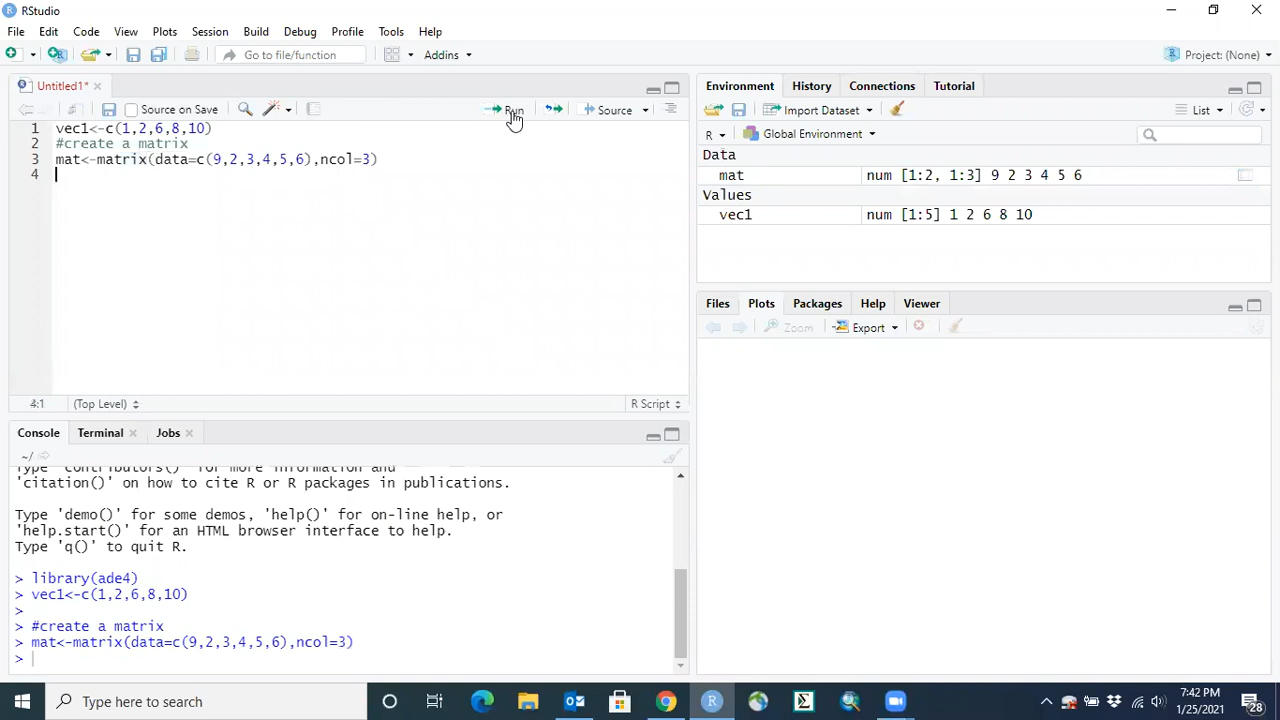 RStudio
File Edit Code View Plots Session Build Debug Profile Tools Help
Go to file/function Addins Project: (None)
Untitled1*
Source on Save Run Source
1 vec1<-c(1,2,6,8,10)
2 #create a matrix
3 mat<-matrix(data=c(9,2,3,4,5,6),ncol=3)
4
4:1 (Top Level) R Script
Console Terminal Jobs
~/
Type 'contributors()' for more information and
'citation()' on how to cite R or R packages in publications.
Type 'demo()' for some demos, 'help()' for on-line help, or
'help.start()' for an HTML browser interface to help.
Type 'q()' to quit R.
> library(ade4)
> vec1<-c(1,2,6,8,10)
>
> #create a matrix
> mat<-matrix(data=c(9,2,3,4,5,6),ncol=3)
>
Environment History Connections Tutorial
Import Dataset List
R Global Environment
Data
mat num [1:2, 1:3] 9 2 3 4 5 6
Values
vec1 num [1:5] 1 2 6 8 10
Files Plots Packages Help Viewer
Zoom Export
Type here to search
7:42 PM
1/25/2021
28